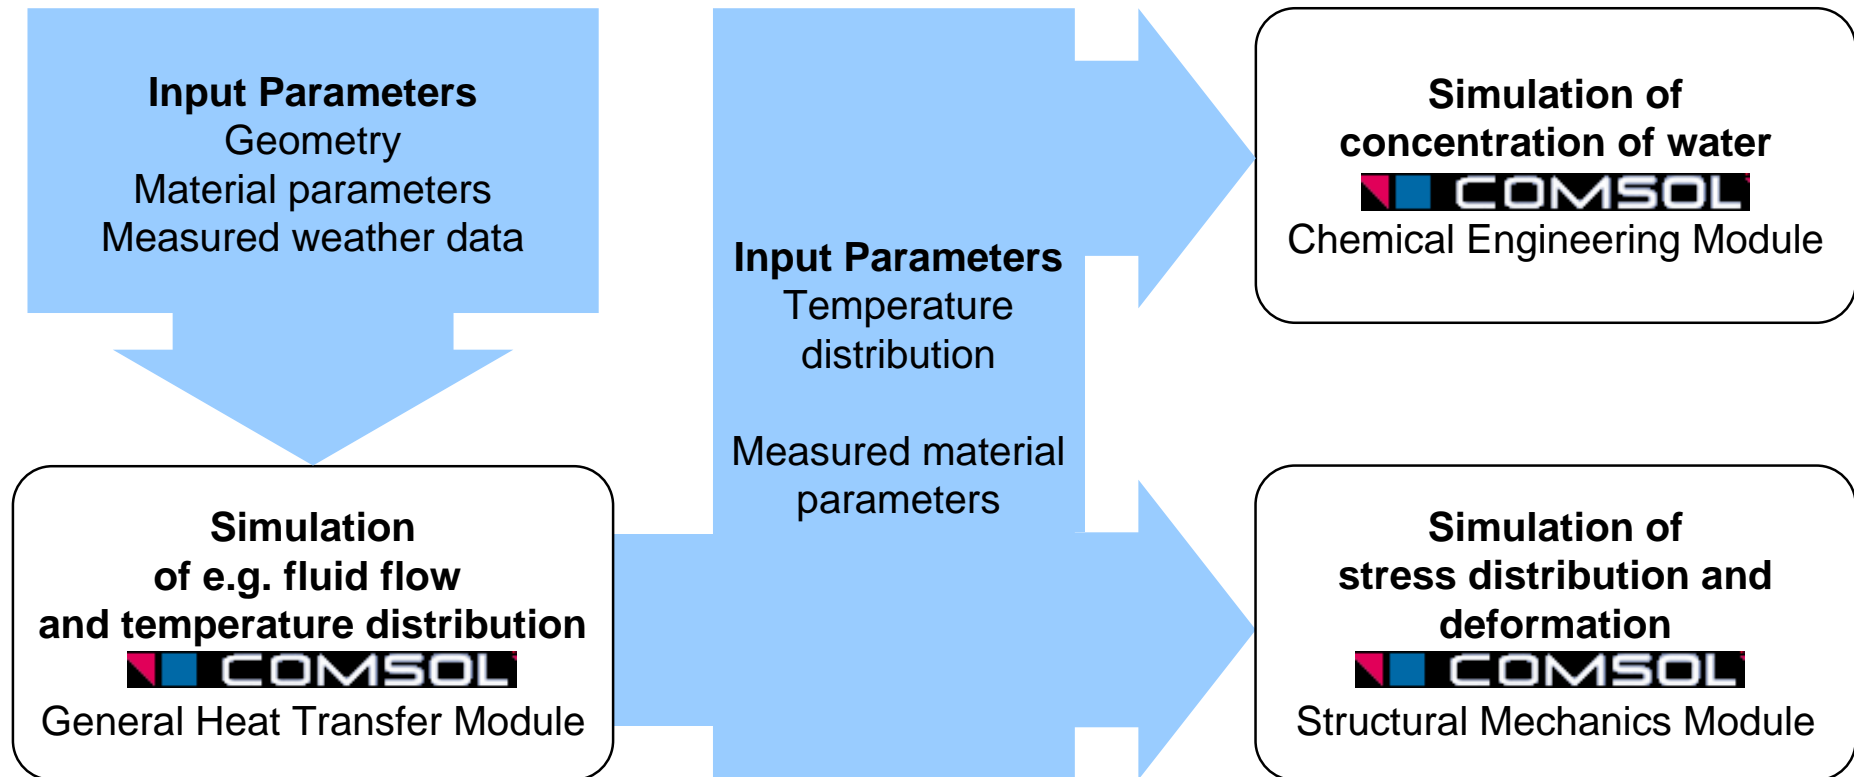 Input Parameters
Geometry
Material parameters
Measured weather data
Simulation
of e.g. fluid flow
and temperature distribution
COMSOL
General Heat Transfer Module
Input Parameters
Temperature
distribution
Measured material
parameters
Simulation of
concentration of water
COMSOL
Chemical Engineering Module
Simulation of
stress distribution and
deformation
COMSOL
Structural Mechanics Module